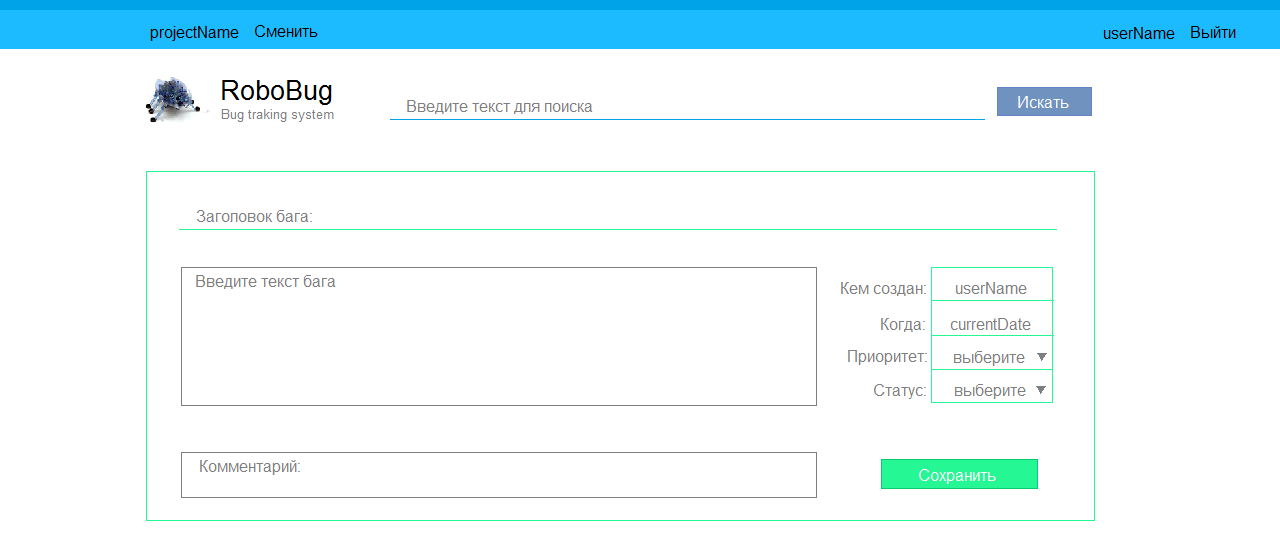 projectName Сменить userName Выйти
RoboBug
Bug traking system
Введите текст для поиска
Искать
Заголовок бага:
Введите текст бага
Кем создан: userName
Когда: currentDate
Приоритет: выберите
Статус: выберите
Комментарий:
Сохранить